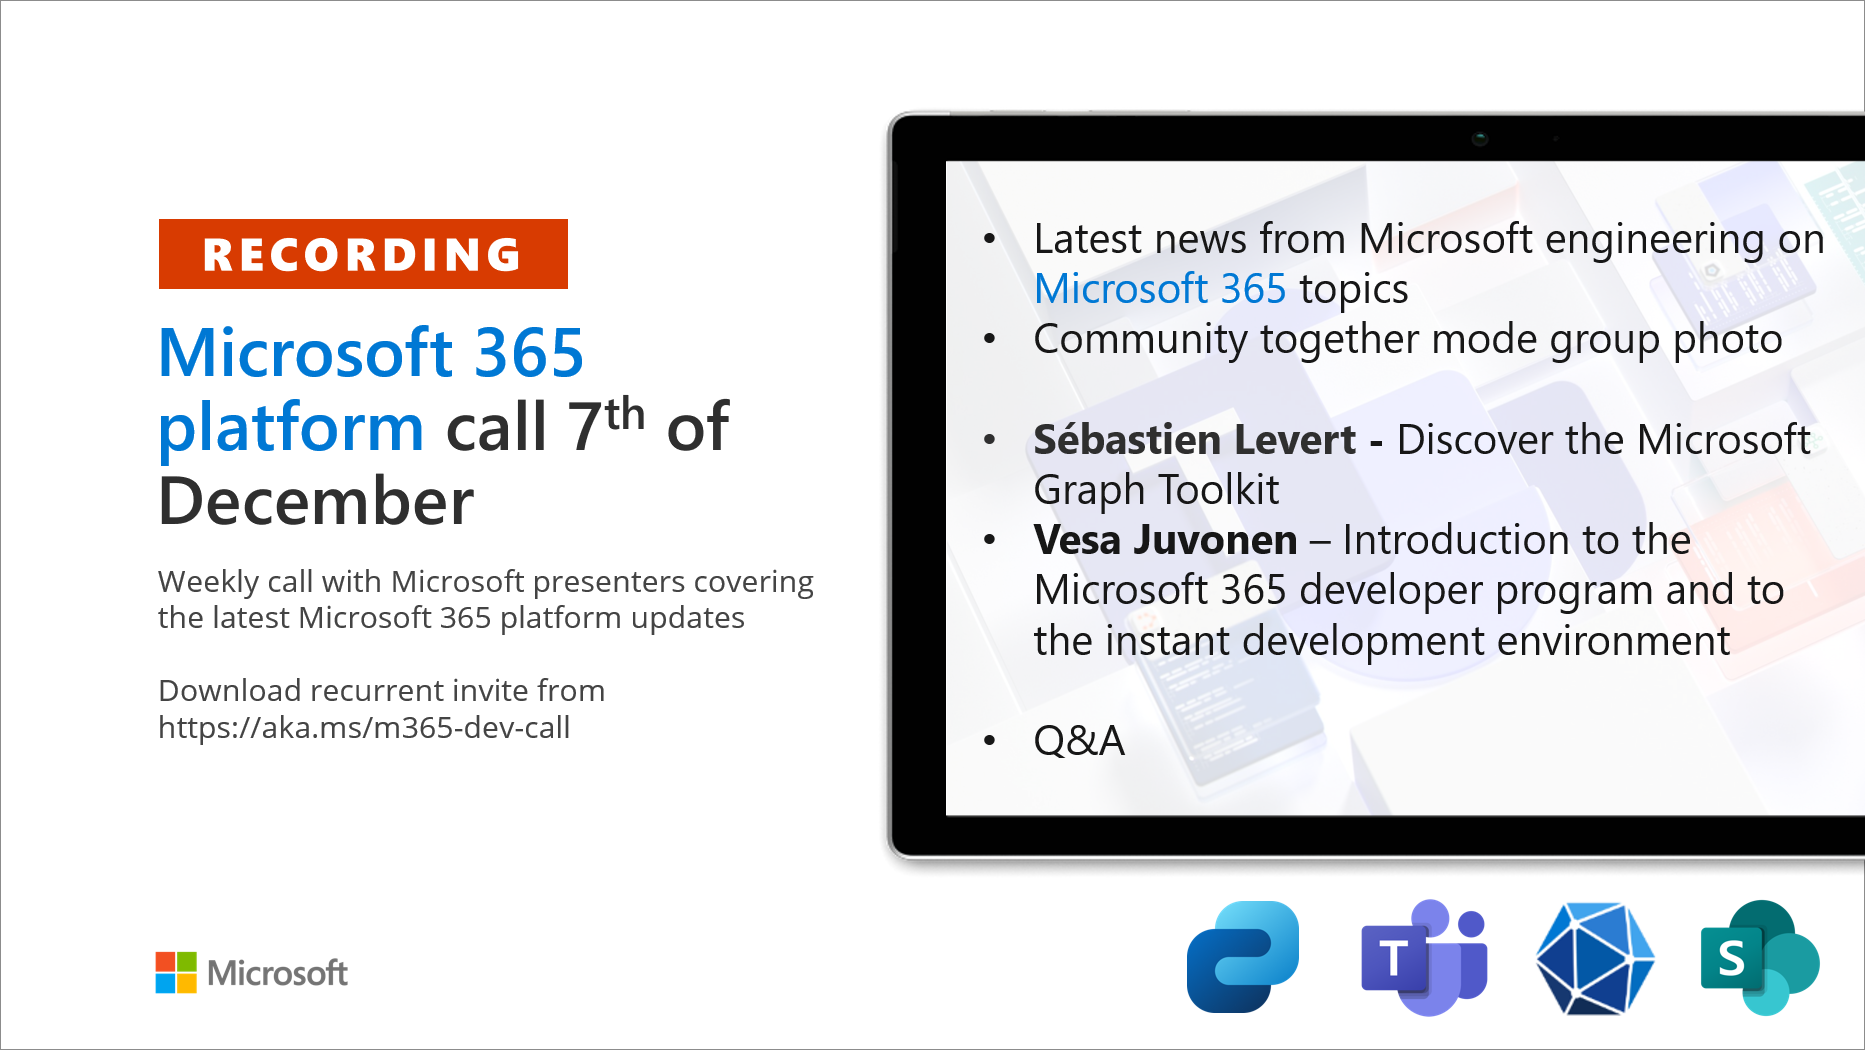 RECORDING
Microsoft 365
platform call 7th of
December
Weekly call with Microsoft presenters covering
the latest Microsoft 365 platform updates
Download recurrent invite from
https://aka.ms/m365-dev-call
Microsoft
• Latest news from Microsoft engineering on
Microsoft 365 topics
• Community together mode group photo
• Sébastien Levert - Discover the Microsoft
Graph Toolkit
• Vesa Juvonen – Introduction to the
Microsoft 365 developer program and to
the instant development environment
• Q&A
T
S